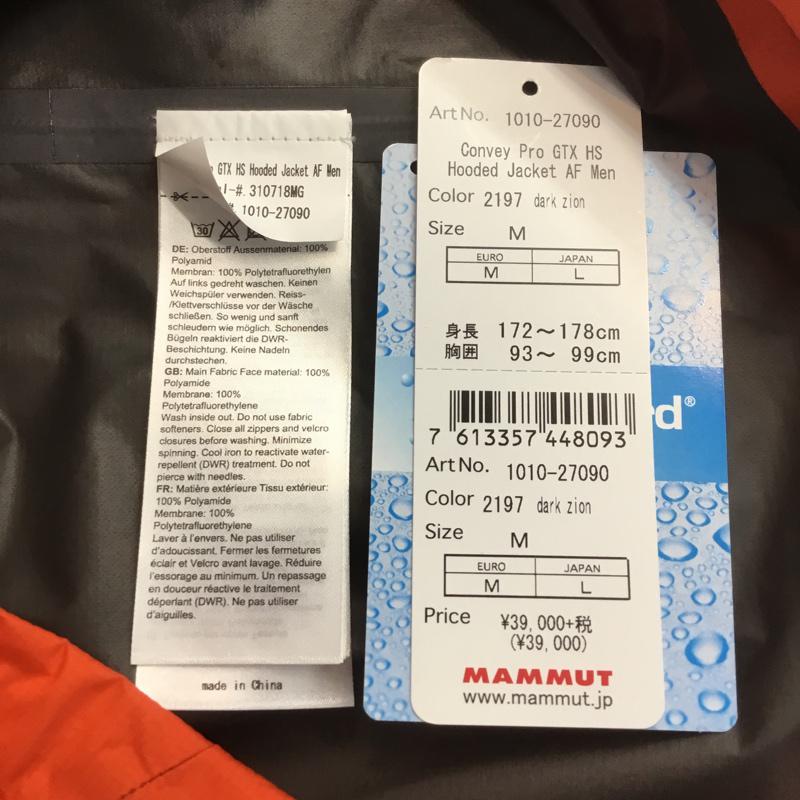 GTX HS Hooded Jacket AF Men
310718MG
1010-27090
30
DE: Oberstoff Aussenmaterial: 100%
Polyamid
Membran: 100% Polytetrafluorethylen
Auf links gedreht waschen. Keinen
Weichspüler verwenden. Reiss-
/Klettverschlüsse vor der Wäsche
schließen. So wenig und sanft
schleudern wie möglich. Schonendes
Bügeln reaktiviert die DWR-
Beschichtung. Keine Nadeln
durchstechen.
GB: Main Fabric Face material: 100%
Polyamide
Membrane: 100%
Polytetrafluorethylene
Wash inside out. Do not use fabric
softeners. Close all zippers and velcro
closures before washing. Minimize
spinning. Cool iron to reactivate water-
repellent (DWR) treatment. Do not
pierce with needles.
FR: Matière extérieure Tissu extérieur:
100% Polyamide
Membrane: 100%
Polytetrafluorethylene
Laver à l'envers. Ne pas utiliser
d'adoucissant. Fermer les fermetures
éclair et Velcro avant lavage. Réduire
l'essorage au minimum. Un repassage
en douceur réactive le traitement
déperlant (DWR). Ne pas utiliser
d'aiguilles.
made in China
Art No. 1010-27090
Convey Pro GTX HS
Hooded Jacket AF Men
Color 2197 dark zion
Size M
EURO JAPAN
M L
身長 172～178cm
胸囲 93～ 99cm
7 613357 448093
Art No. 1010-27090
Color 2197 dark zion
Size M
EURO JAPAN
M L
Price ¥39,000+税
(¥39,000)
MAMMUT
www.mammut.jp